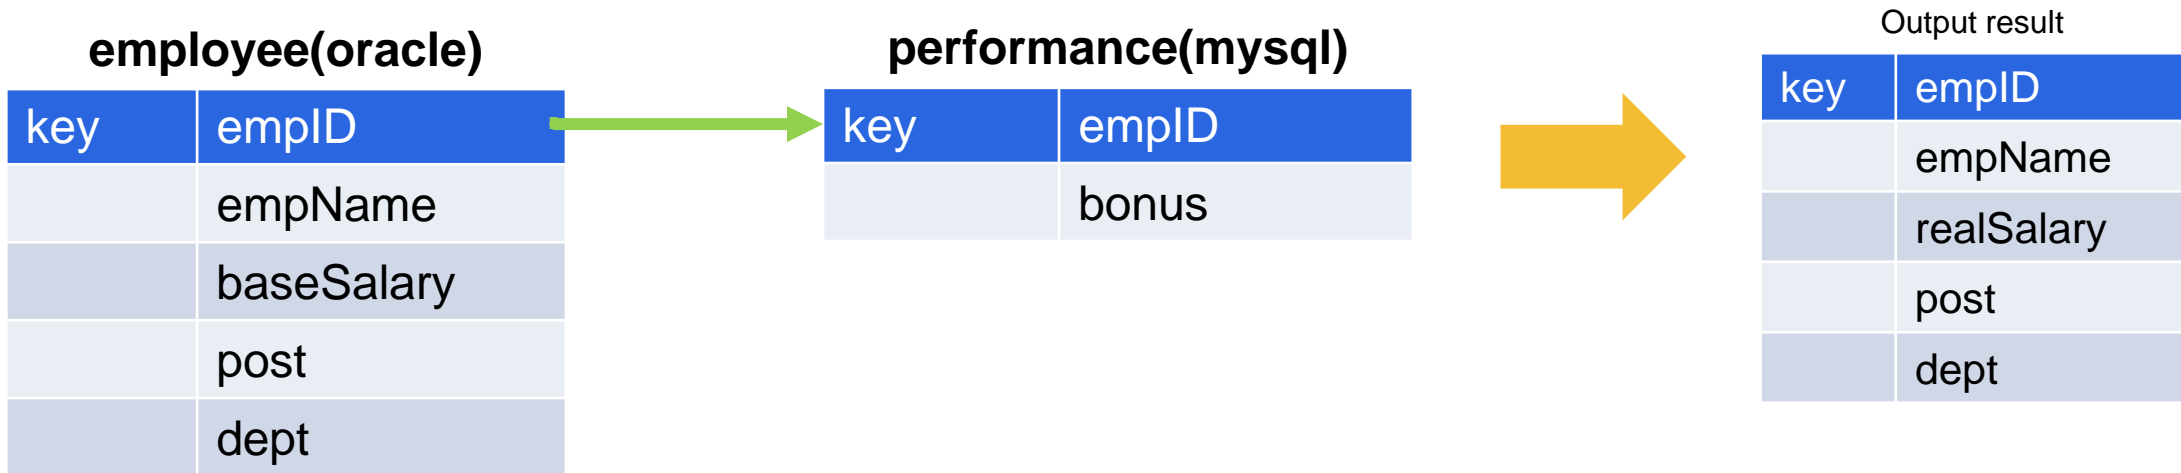 employee(oracle)
key empID
empName
baseSalary
post
dept
performance(mysql)
key empID
bonus
Output result
key empID
empName
realSalary
post
dept